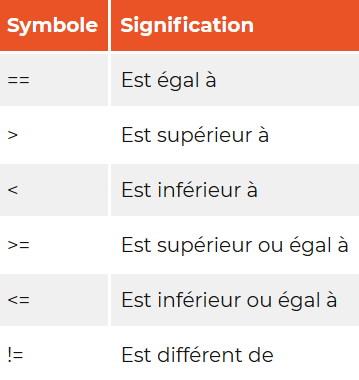 Symbole Signification
== Est égal à
> Est supérieur à
< Est inférieur à
>= Est supérieur ou égal à
<= Est inférieur ou égal à
!= Est différent de